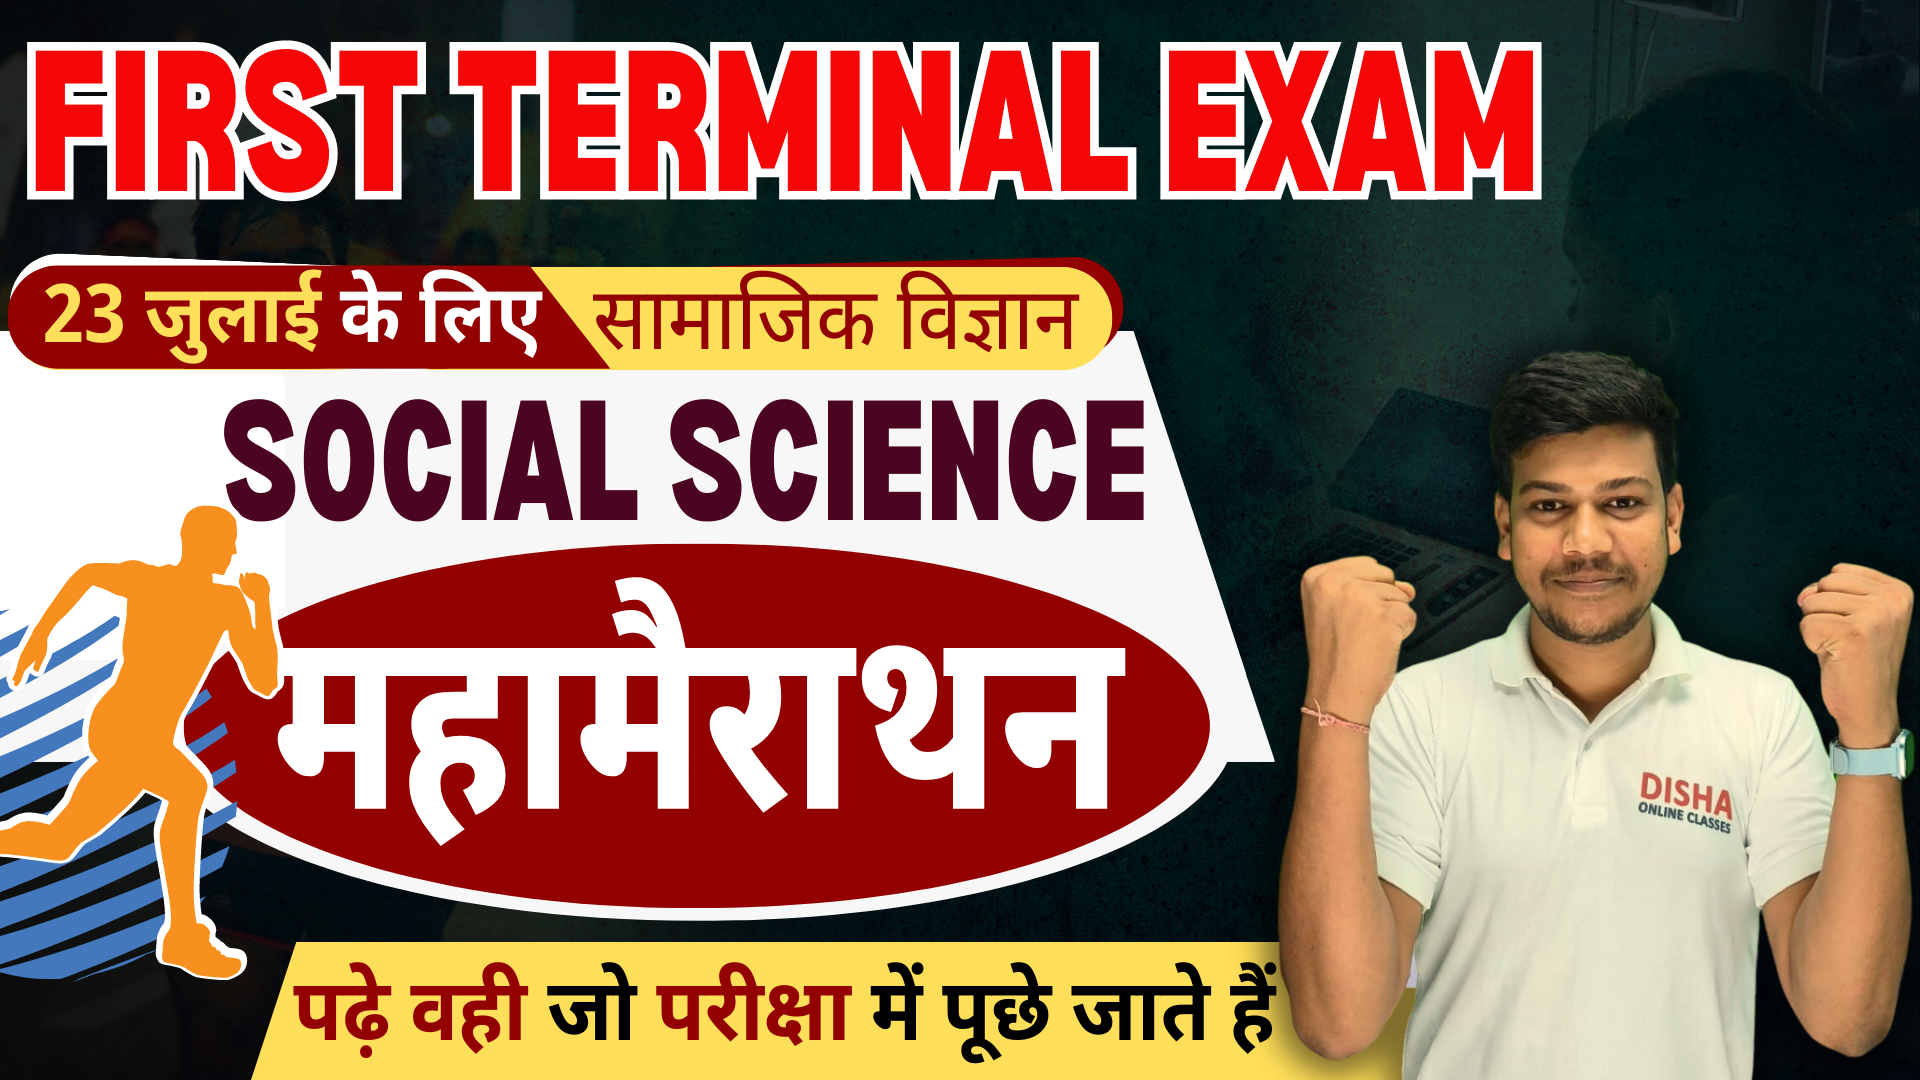 FIRST TERMINAL EXAM
23 जुलाई के लिए सामाजिक विज्ञान
SOCIAL SCIENCE
महामैराथन
DISHA
ONLINE CLASSES
पढ़े वही जो परीक्षा में पूछे जाते हैं